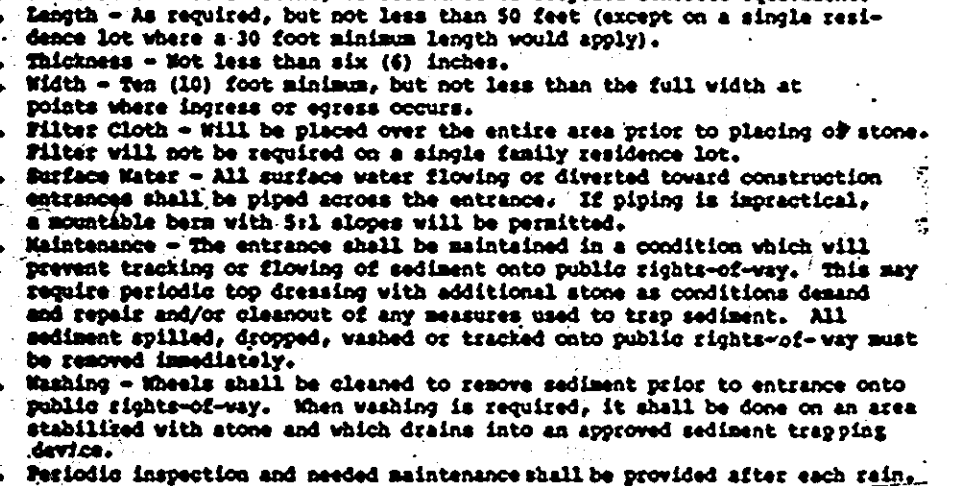 Length - As required, but not less than 50 feet (except on a single resi-
dence lot where a 30 foot minimum length would apply).
Thickness - Not less than six (6) inches.
Width - Ten (10) foot minimum, but not less than the full width at
points where ingress or egress occurs.
Filter Cloth - Will be placed over the entire area prior to placing of stone.
Filter will not be required on a single family residence lot.
Surface Water - All surface water flowing or diverted toward construction
entrances shall be piped across the entrance. If piping is impractical,
a mountable berm with 5:1 slopes will be permitted.
Maintenance - The entrance shall be maintained in a condition which will
prevent tracking or flowing of sediment onto public rights-of-way. This may
require periodic top dressing with additional stone as conditions demand
and repair and/or cleanout of any measures used to trap sediment. All
sediment spilled, dropped, washed or tracked onto public rights-of-way must
be removed immediately.
Washing - Wheels shall be cleaned to remove sediment prior to entrance onto
public rights-of-way. When washing is required, it shall be done on an area
stabilized with stone and which drains into an approved sediment trapping
device.
Periodic inspection and needed maintenance shall be provided after each rain.